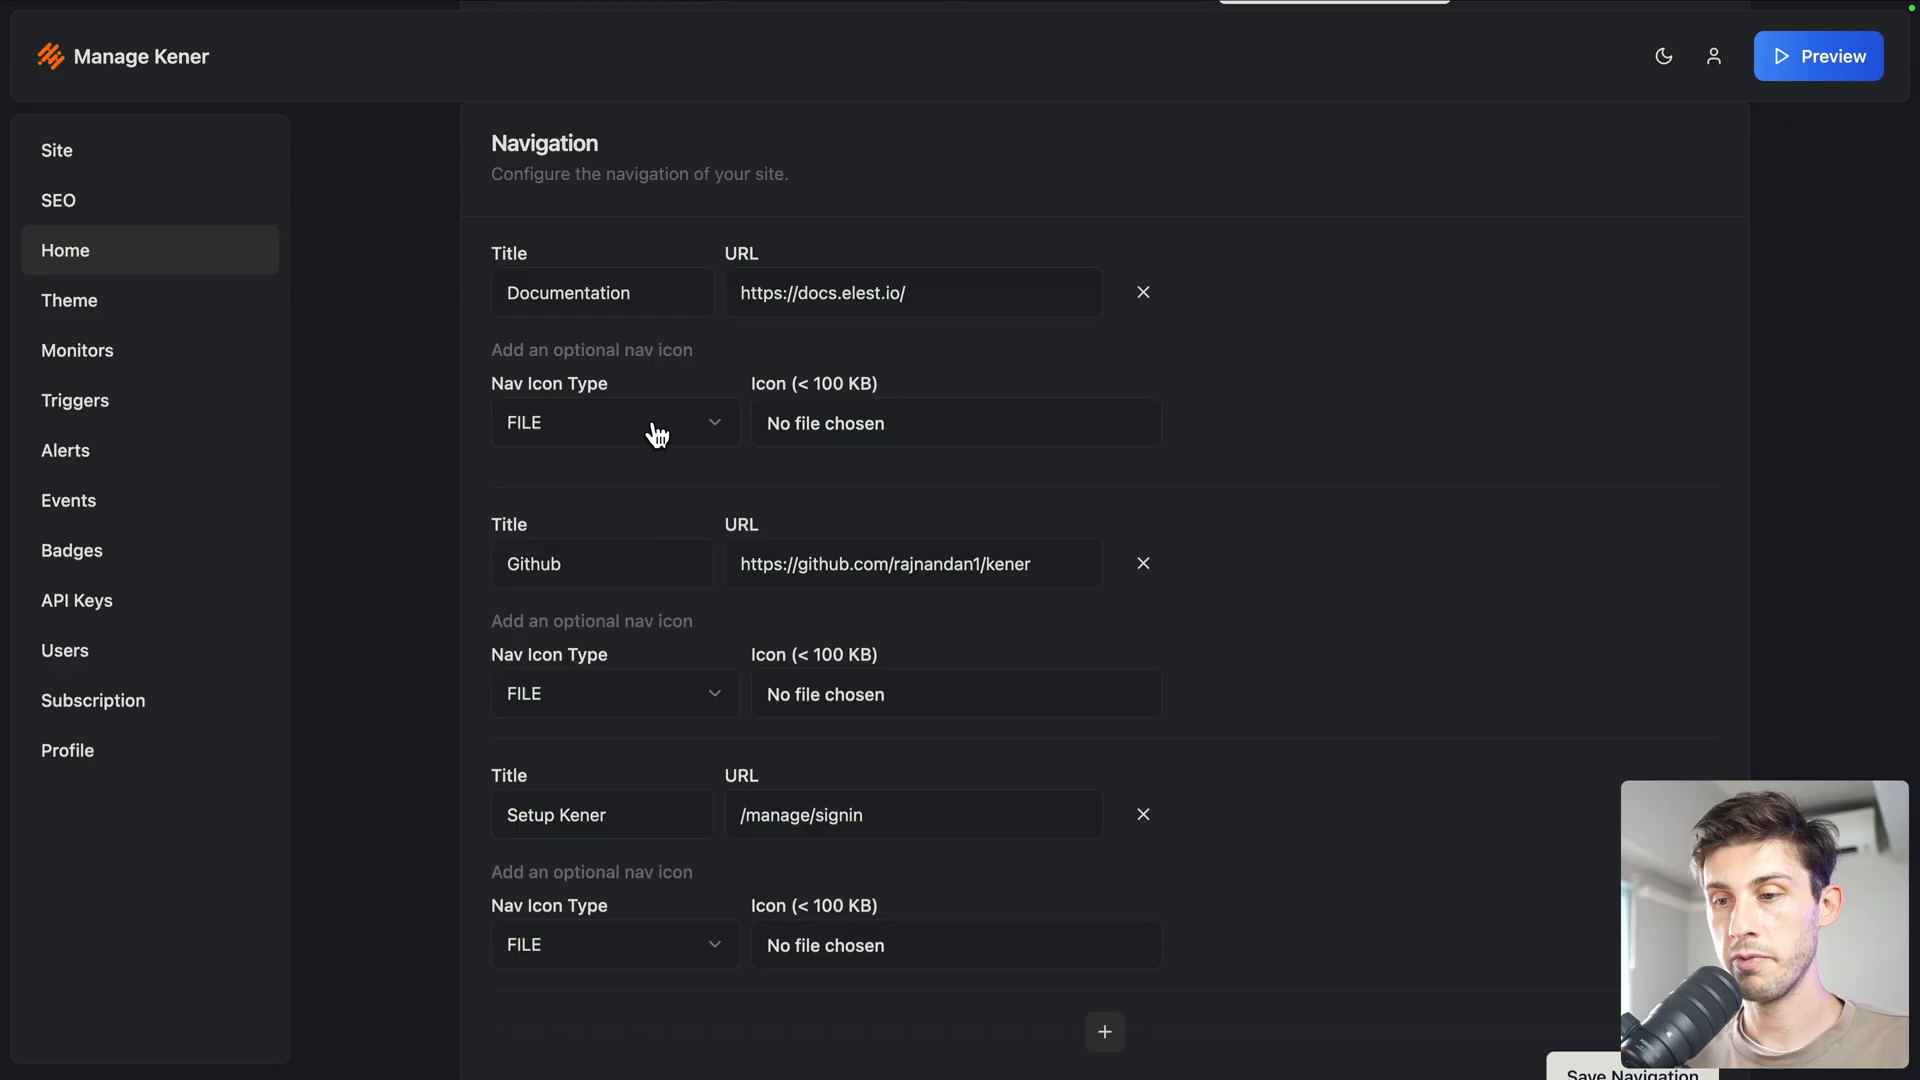 Manage Kener
Preview
Site
SEO
Home
Theme
Monitors
Triggers
Alerts
Events
Badges
API Keys
Users
Subscription
Profile
Navigation
Configure the navigation of your site.
Title URL
Documentation https://docs.elest.io/
Add an optional nav icon
Nav Icon Type Icon (< 100 KB)
FILE No file chosen
Title URL
Github https://github.com/rajnandan1/kener
Add an optional nav icon
Nav Icon Type Icon (< 100 KB)
FILE No file chosen
Title URL
Setup Kener /manage/signin
Add an optional nav icon
Nav Icon Type Icon (< 100 KB)
FILE No file chosen
Save Navigation